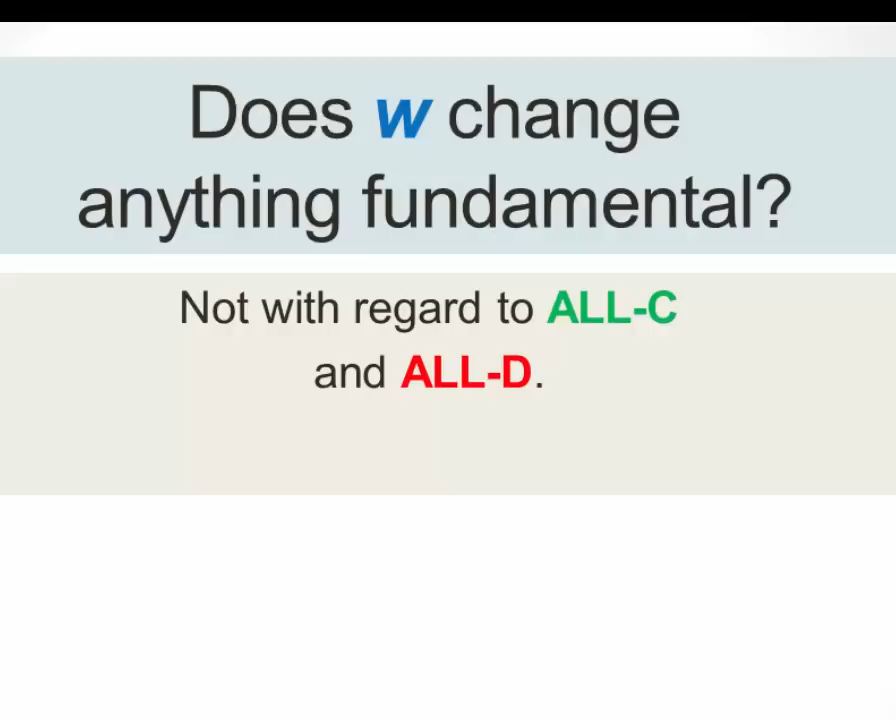 Does w change
anything fundamental?
Not with regard to ALL-C
and ALL-D.